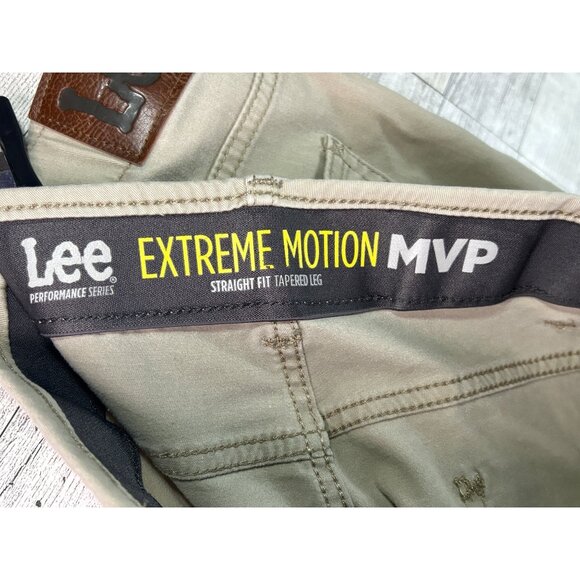 Lee® EXTREME MOTION MVP
PERFORMANCE SERIES STRAIGHT FIT TAPERED LEG